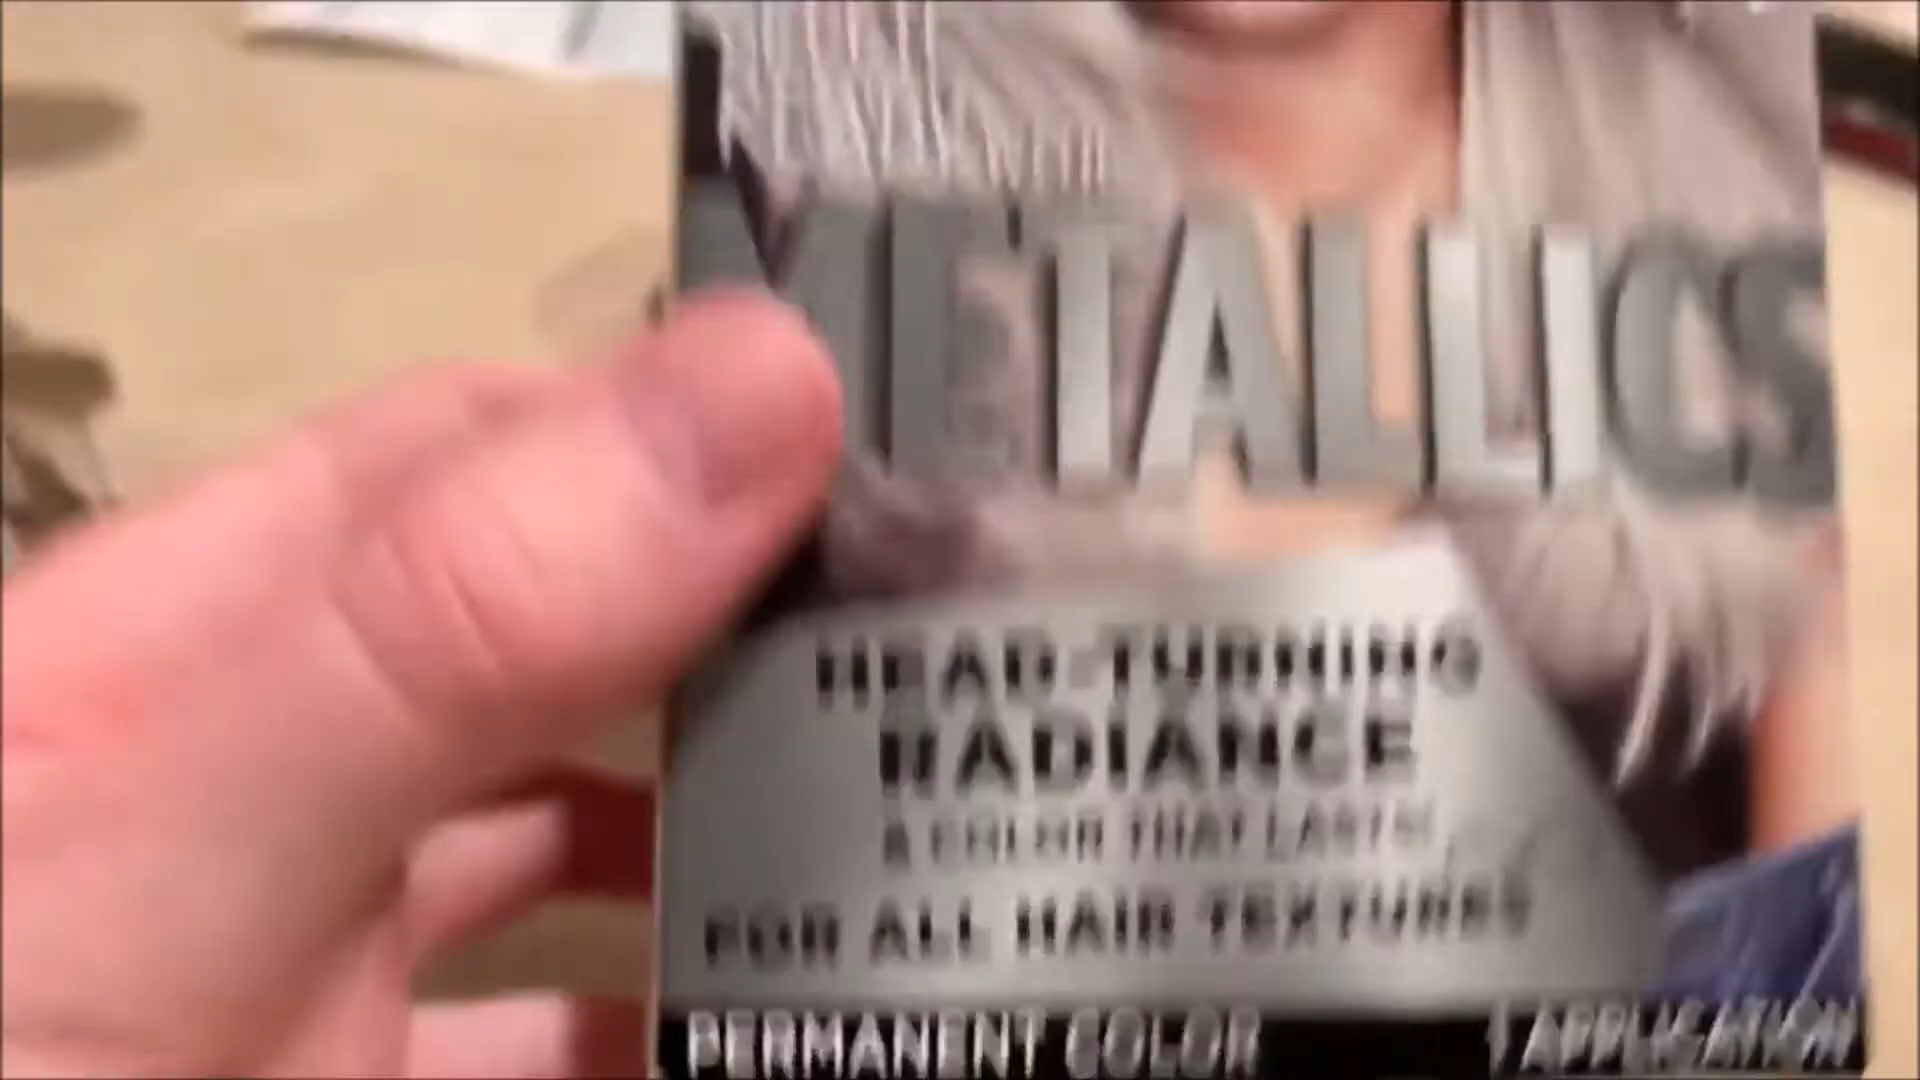 METALLICS
HEAD-TURNING
RADIANCE
A COLOR THAT LASTS!
FOR ALL HAIR TEXTURES
PERMANENT COLOR
1 APPLICATION